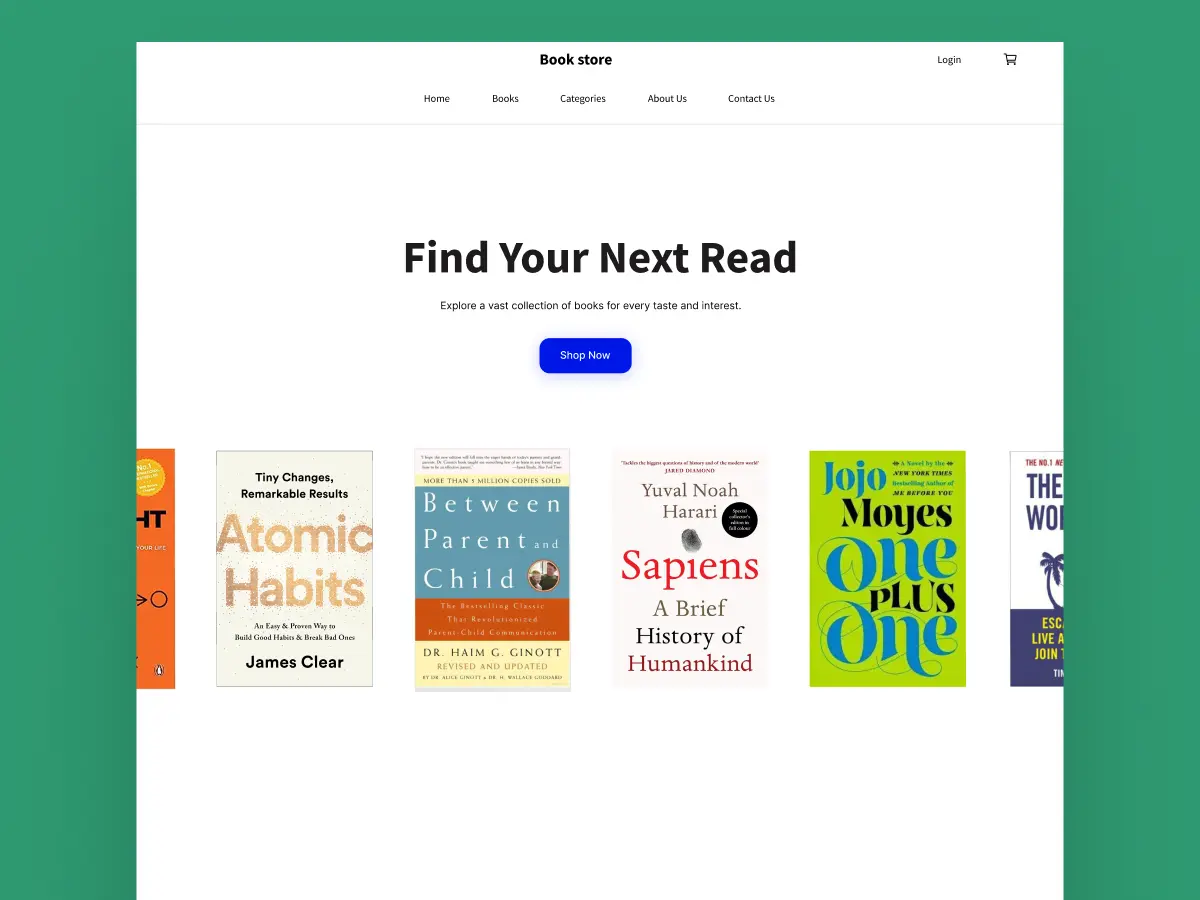 Book store
Login
Home Books Categories About Us Contact Us
Find Your Next Read
Explore a vast collection of books for every taste and interest.
Shop Now
No.1
HT
YOUR LIFE
Tiny Changes,
Remarkable Results
Atomic
Habits
An Easy & Proven Way to
Build Good Habits & Break Bad Ones
James Clear
MORE THAN 5 MILLION COPIES SOLD
Between
Parent and
Child
The Bestselling Classic
That Revolutionized
Parent-Child Communication
DR. HAIM G. GINOTT
REVISED AND UPDATED
BY DR. ALICE GINOTT & DR. H. WALLACE GODDARD
"Tackles the biggest questions of history and of the modern world"
JARED DIAMOND
Yuval Noah
Harari
Special
collector's
edition in
full colour
Sapiens
A Brief
History of
Humankind
Jojo
A Novel by the
NEW YORK TIMES
Bestselling Author of
ME BEFORE YOU
Moyes
One
PLUS
One
THE NO.1 NE
THE
WO
ESCA
LIVE A
JOIN T
TIM